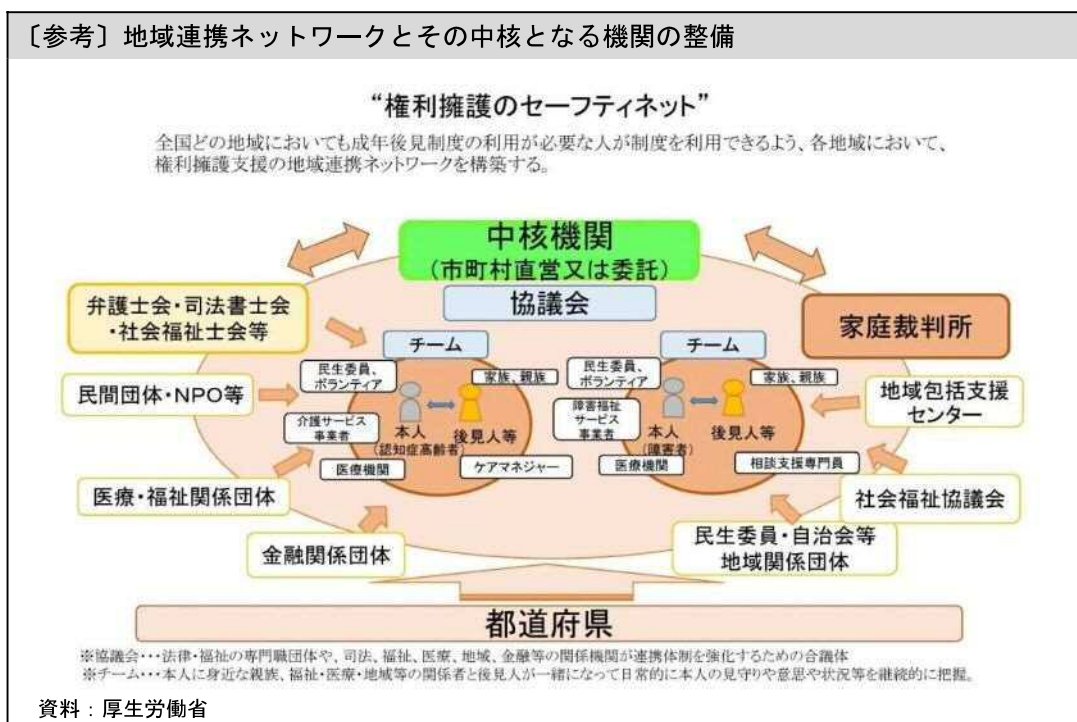 〔参考〕地域連携ネットワークとその中核となる機関の整備
“権利擁護のセーフティネット”
全国どの地域においても成年後見制度の利用が必要な人が制度を利用できるよう、各地域において、
権利擁護支援の地域連携ネットワークを構築する。
中核機関
(市町村直営又は委託)
協議会
弁護士会・司法書士会
・社会福祉士会等
家庭裁判所
民間団体・NPO等
地域包括支援
センター
医療・福祉関係団体
社会福祉協議会
金融関係団体
民生委員・自治会等
地域関係団体
チーム
民生委員、
ボランティア
家族、親族
介護サービス
事業者
本人
(認知症高齢者)
後見人等
医療機関
ケアマネジャー
チーム
民生委員、
ボランティア
家族、親族
障害福祉
サービス
事業者
本人
(障害者)
後見人等
医療機関
相談支援専門員
都道府県
※協議会・・・法律・福祉の専門職団体や、司法、福祉、医療、地域、金融等の関係機関が連携体制を強化するための合議体
※チーム・・・本人に身近な親族、福祉・医療・地域等の関係者と後見人が一緒になって日常的に本人の見守りや意思や状況等を継続的に把握。
資料：厚生労働省